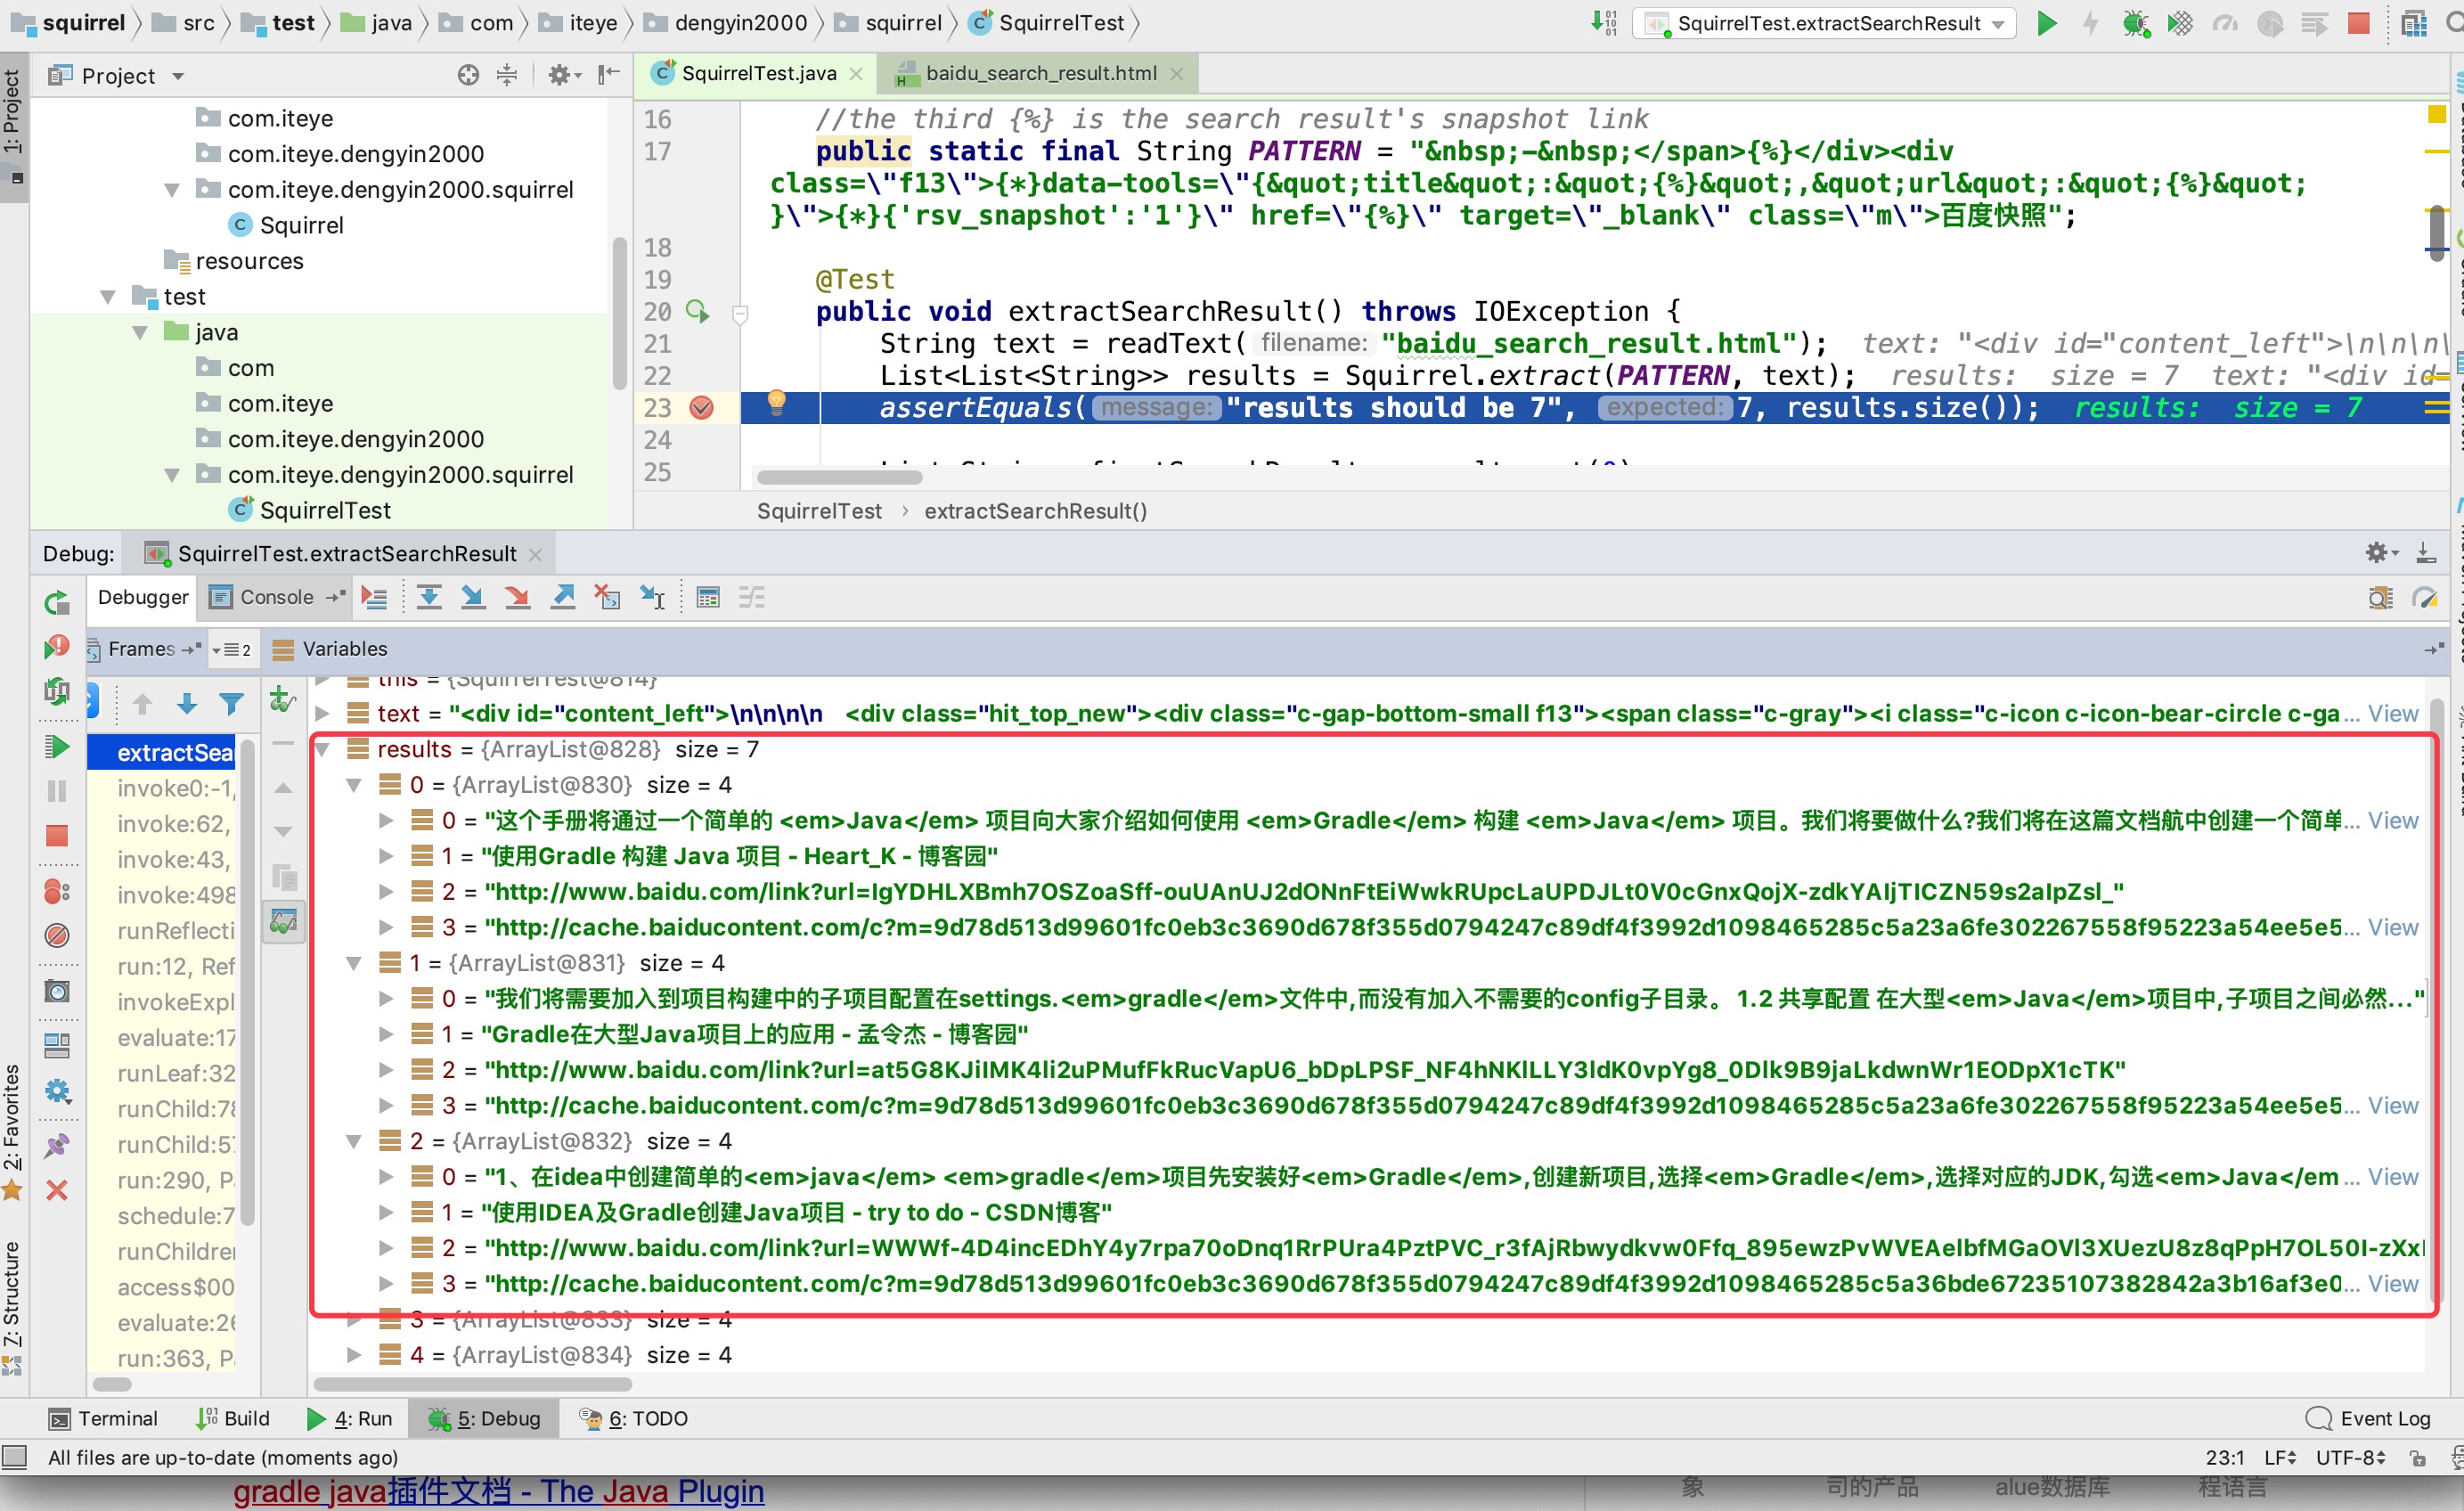 squirrel src test java com iteye dengyin2000 squirrel SquirrelTest SquirrelTest.extractSearchResult
1: Project
Project
com.iteye
com.iteye.dengyin2000
com.iteye.dengyin2000.squirrel
Squirrel
resources
test
java
com
com.iteye
com.iteye.dengyin2000
com.iteye.dengyin2000.squirrel
SquirrelTest
SquirrelTest.java baidu_search_result.html
16 //the third {%} is the search result's snapshot link
17 public static final String PATTERN = "&nbsp;-&nbsp;</span>{%}</div><div
class=\"f13\">{*}data-tools=\"{&quot;title&quot;:&quot;{%}&quot;,&quot;url&quot;:&quot;{%}&quot;
}\">{*}{'rsv_snapshot':'1'}\" href=\"{%}\" target=\"_blank\" class=\"m\">百度快照";
18
19 @Test
20 public void extractSearchResult() throws IOException {
21 String text = readText( filename: "baidu_search_result.html"); text: "<div id="content_left">\n\n\n\
22 List<List<String>> results = Squirrel.extract(PATTERN, text); results: size = 7 text: "<div id=
23 assertEquals( message: "results should be 7", expected: 7, results.size()); results: size = 7
24
25
SquirrelTest › extractSearchResult()
Debug: SquirrelTest.extractSearchResult
Debugger Console
Frames 2 Variables
extractSea
invoke0:-1,
invoke:62,
invoke:43,
invoke:498
runReflecti
run:12, Ref
invokeExpl
evaluate:17
runLeaf:32
runChild:78
runChild:57
run:290, P
schedule:7
runChildre
access$00
evaluate:26
run:363, P
this = {SquirrelTest@814}
text = "<div id="content_left">\n\n\n\n <div class="hit_top_new"><div class="c-gap-bottom-small f13"><span class="c-gray"><i class="c-icon c-icon-bear-circle c-ga... View
results = {ArrayList@828} size = 7
0 = {ArrayList@830} size = 4
0 = "这个手册将通过一个简单的 <em>Java</em> 项目向大家介绍如何使用 <em>Gradle</em> 构建 <em>Java</em> 项目。我们将要做什么?我们将在这篇文档航中创建一个简单... View
1 = "使用Gradle 构建 Java 项目 - Heart_K - 博客园"
2 = "http://www.baidu.com/link?url=IgYDHLXBmh7OSZoaSff-ouUAnUJ2dONnFtEiWwkRUpcLaUPDJLt0V0cGnxQojX-zdkYAIjTICZN59s2aIpZsl_"
3 = "http://cache.baiducontent.com/c?m=9d78d513d99601fc0eb3c3690d678f355d0794247c89df4f3992d1098465285c5a23a6fe302267558f95223a54ee5e5... View
1 = {ArrayList@831} size = 4
0 = "我们将需要加入到项目构建中的子项目配置在settings.<em>gradle</em>文件中,而没有加入不需要的config子目录。 1.2 共享配置 在大型<em>Java</em>项目中,子项目之间必然..."
1 = "Gradle在大型Java项目上的应用 - 孟令杰 - 博客园"
2 = "http://www.baidu.com/link?url=at5G8KJiIMK4li2uPMufFkRucVapU6_bDpLPSF_NF4hNKlLLY3ldK0vpYg8_0Dlk9B9jaLkdwnWr1EODpX1cTK"
3 = "http://cache.baiducontent.com/c?m=9d78d513d99601fc0eb3c3690d678f355d0794247c89df4f3992d1098465285c5a23a6fe302267558f95223a54ee5e5... View
2 = {ArrayList@832} size = 4
0 = "1、在idea中创建简单的<em>java</em> <em>gradle</em>项目先安装好<em>Gradle</em>,创建新项目,选择<em>Gradle</em>,选择对应的JDK,勾选<em>Java</em ... View
1 = "使用IDEA及Gradle创建Java项目 - try to do - CSDN博客"
2 = "http://www.baidu.com/link?url=WWWf-4D4incEDhY4y7rpa70oDnq1RrPUra4PztPVC_r3fAjRbwydkvw0Ffq_895ewzPvWVEAelbfMGaOVl3XUezU8z8qPpH7OL50I-zXx
3 = "http://cache.baiducontent.com/c?m=9d78d513d99601fc0eb3c3690d678f355d0794247c89df4f3992d1098465285c5a36bde67235107382842a3b16af3e0... View
3 = {ArrayList@833} size = 4
4 = {ArrayList@834} size = 4
2: Favorites
7: Structure
Terminal Build 4: Run 5: Debug 6: TODO Event Log
All files are up-to-date (moments ago) 23:1 LF UTF-8
gradle java插件文档 - The Java Plugin 象 司的产品 alue数据库 程语言